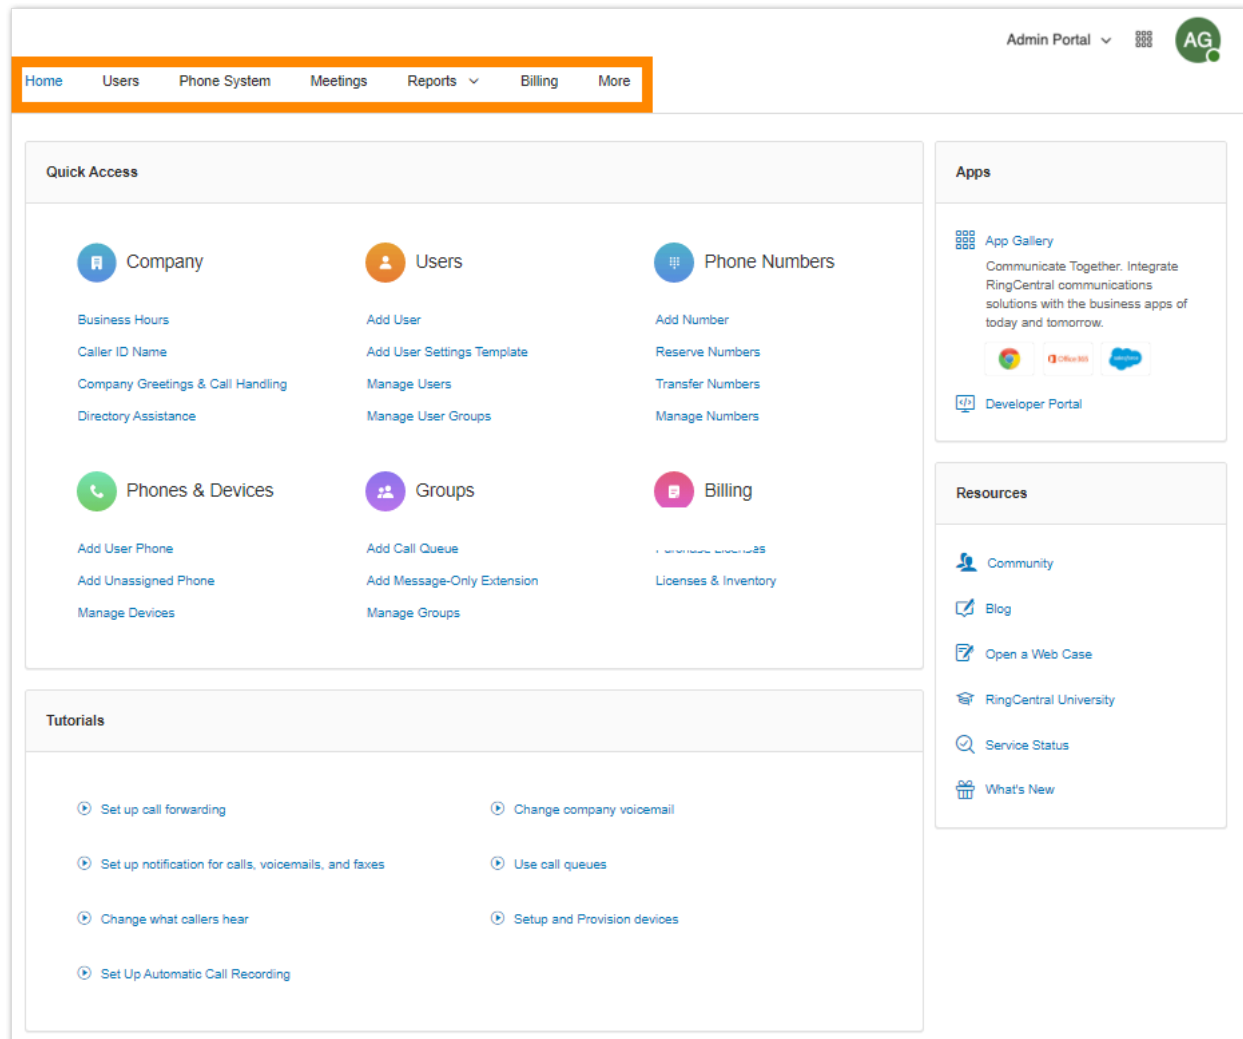 Admin Portal
AG
Home Users Phone System Meetings Reports Billing More
Quick Access
Company
Business Hours
Caller ID Name
Company Greetings & Call Handling
Directory Assistance
Users
Add User
Add User Settings Template
Manage Users
Manage User Groups
Phone Numbers
Add Number
Reserve Numbers
Transfer Numbers
Manage Numbers
Phones & Devices
Add User Phone
Add Unassigned Phone
Manage Devices
Groups
Add Call Queue
Add Message-Only Extension
Manage Groups
Billing
Licenses & Inventory
Tutorials
Set up call forwarding
Set up notification for calls, voicemails, and faxes
Change what callers hear
Set Up Automatic Call Recording
Change company voicemail
Use call queues
Setup and Provision devices
Apps
App Gallery
Communicate Together. Integrate
RingCentral communications
solutions with the business apps of
today and tomorrow.
Office 365
salesforce
Developer Portal
Resources
Community
Blog
Open a Web Case
RingCentral University
Service Status
What's New